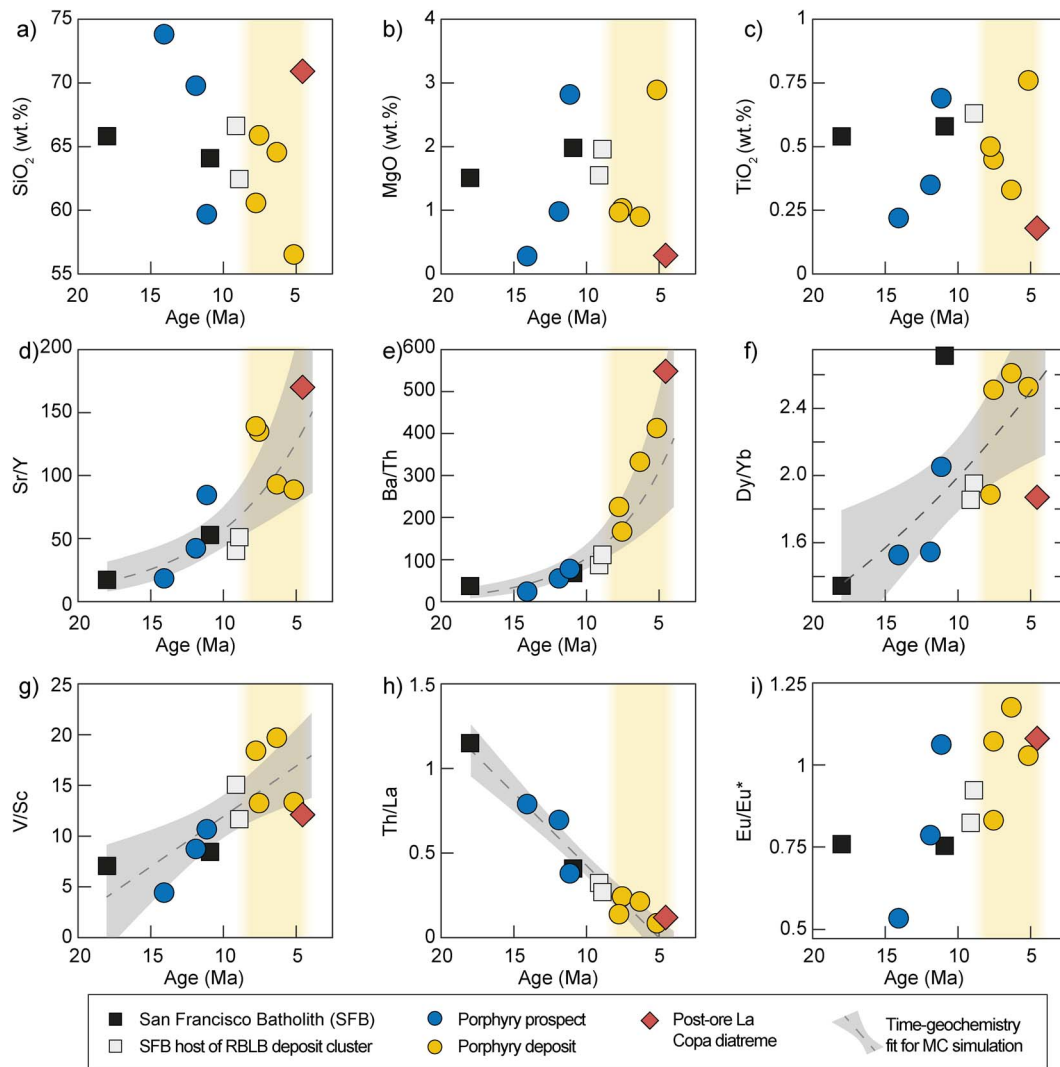 a)
75
70
65
60
55
SiO2 (wt.%)
20 15 10 5
Age (Ma)
b)
4
3
2
1
0
MgO (wt.%)
20 15 10 5
Age (Ma)
c)
1
0.75
0.5
0.25
0
TiO2 (wt.%)
20 15 10 5
Age (Ma)
d)
200
150
100
50
0
Sr/Y
20 15 10 5
e)
600
500
400
300
200
100
0
Ba/Th
20 15 10 5
f)
2.4
2.0
1.6
Dy/Yb
20 15 10 5
g)
25
20
15
10
5
0
V/Sc
20 15 10 5
Age (Ma)
h)
1.5
1
0.5
0
Th/La
20 15 10 5
Age (Ma)
i)
1.25
1
0.75
0.5
Eu/Eu*
20 15 10 5
Age (Ma)
San Francisco Batholith (SFB)
SFB host of RBLB deposit cluster
Porphyry prospect
Porphyry deposit
Post-ore La
Copa diatreme
Time-geochemistry
fit for MC simulation